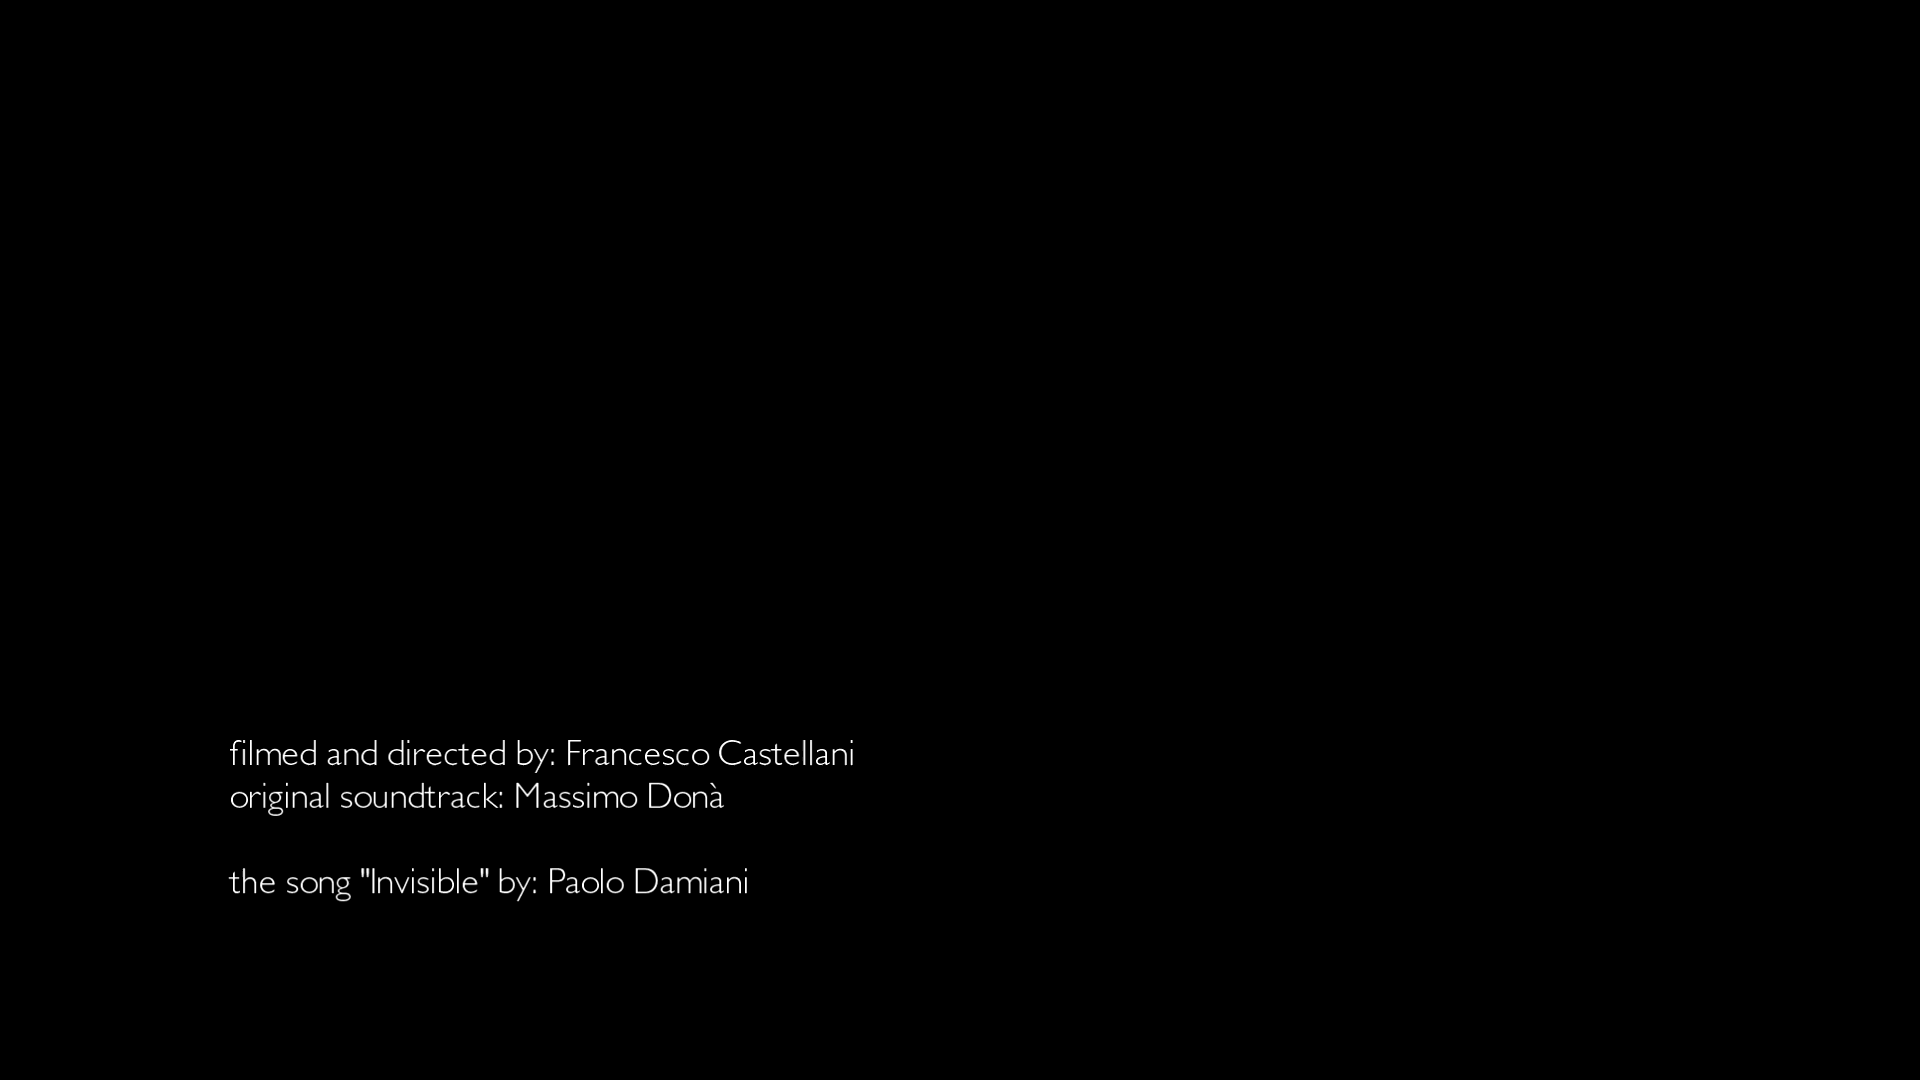 filmed and directed by: Francesco Castellani
original soundtrack: Massimo Donà
the song "Invisible" by: Paolo Damiani